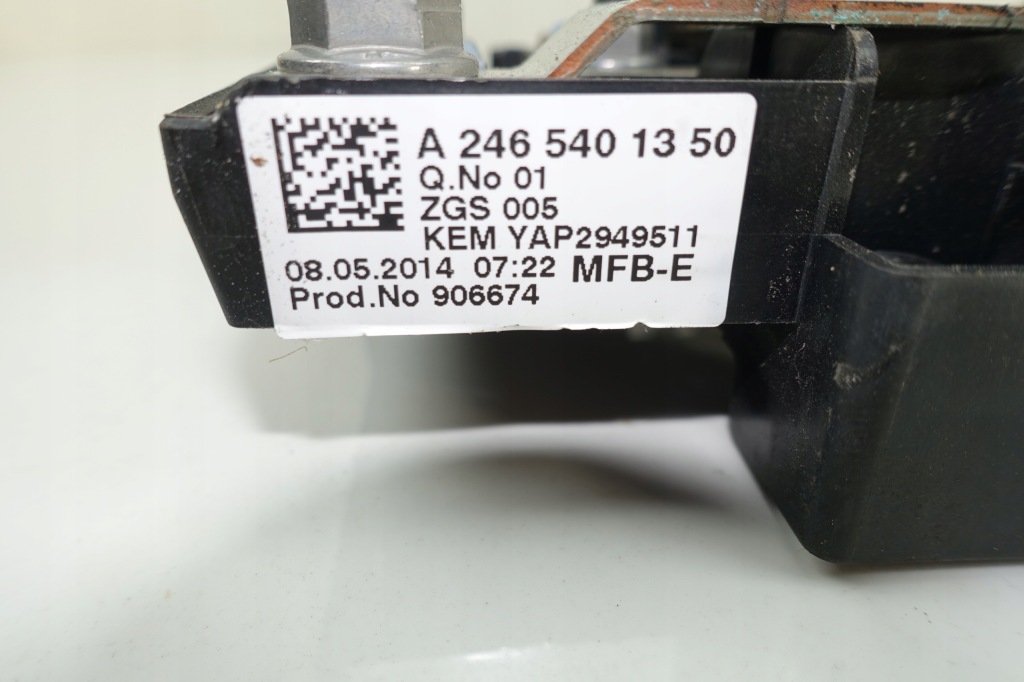 A 246 540 13 50
Q.No 01
ZGS 005
KEM YAP2949511
08.05.2014 07:22 MFB-E
Prod.No 906674